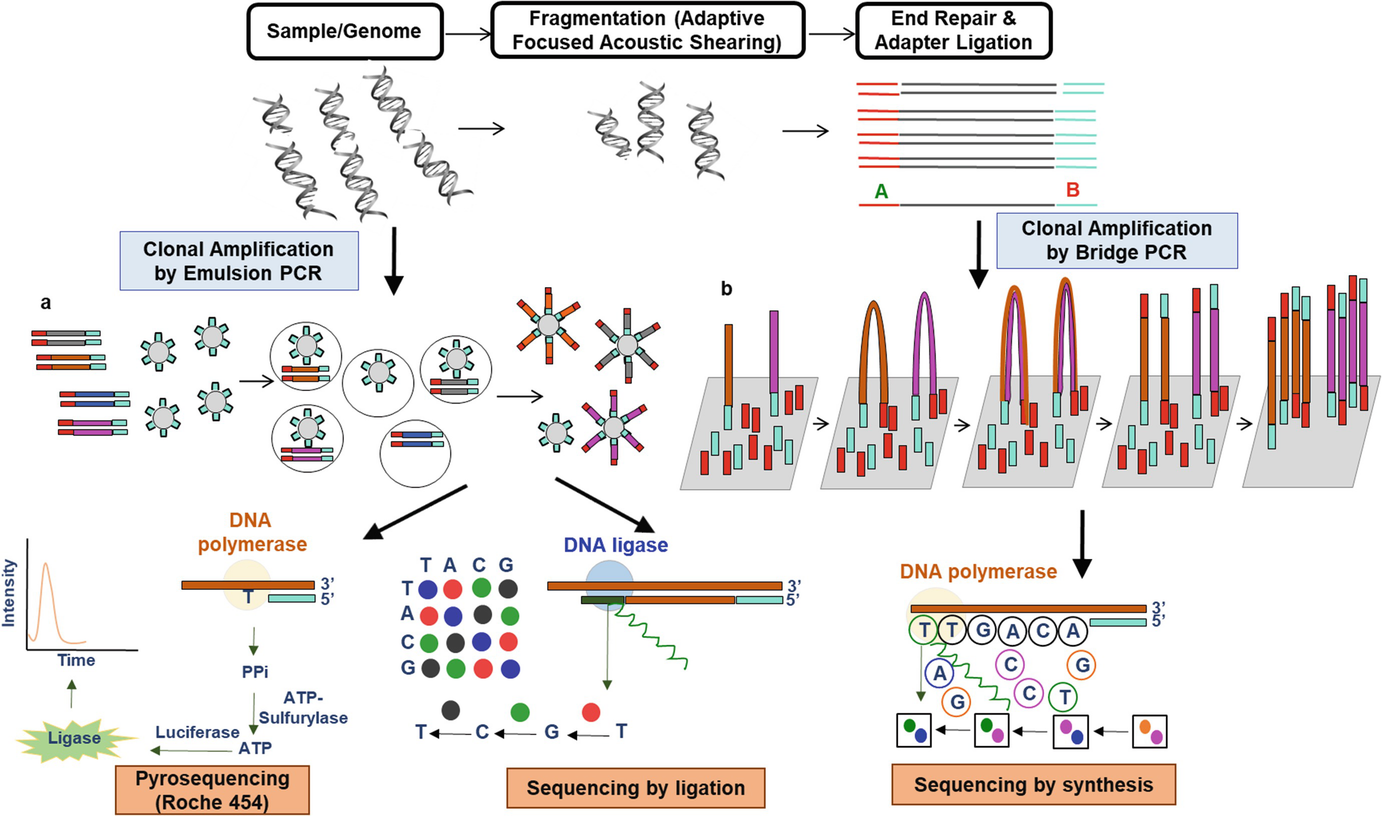 Sample/Genome
Fragmentation (Adaptive
Focused Acoustic Shearing)
End Repair &
Adapter Ligation
A
B
Clonal Amplification
by Emulsion PCR
Clonal Amplification
by Bridge PCR
a
b
DNA
polymerase
3’
T
5’
Intensity
Time
PPi
ATP-
Sulfurylase
Luciferase
ATP
Ligase
Pyrosequencing
(Roche 454)
T A C G
T
A
C
G
DNA ligase
3’
5’
T C G T
Sequencing by ligation
DNA polymerase
3’
5’
T T G A C A
A
C
G
G
C
T
Sequencing by synthesis